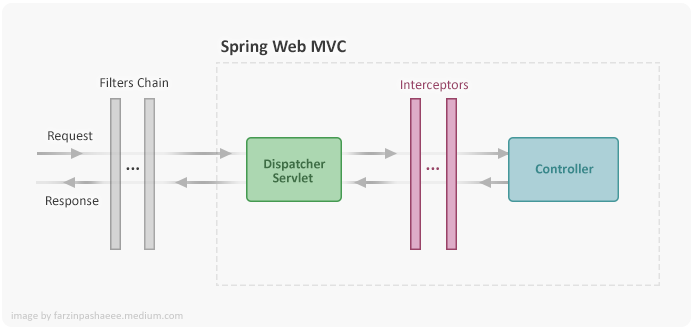 Spring Web MVC
Filters Chain
Interceptors
Request
...
Dispatcher
Servlet
...
Controller
Response
image by farzinpashaeee.medium.com